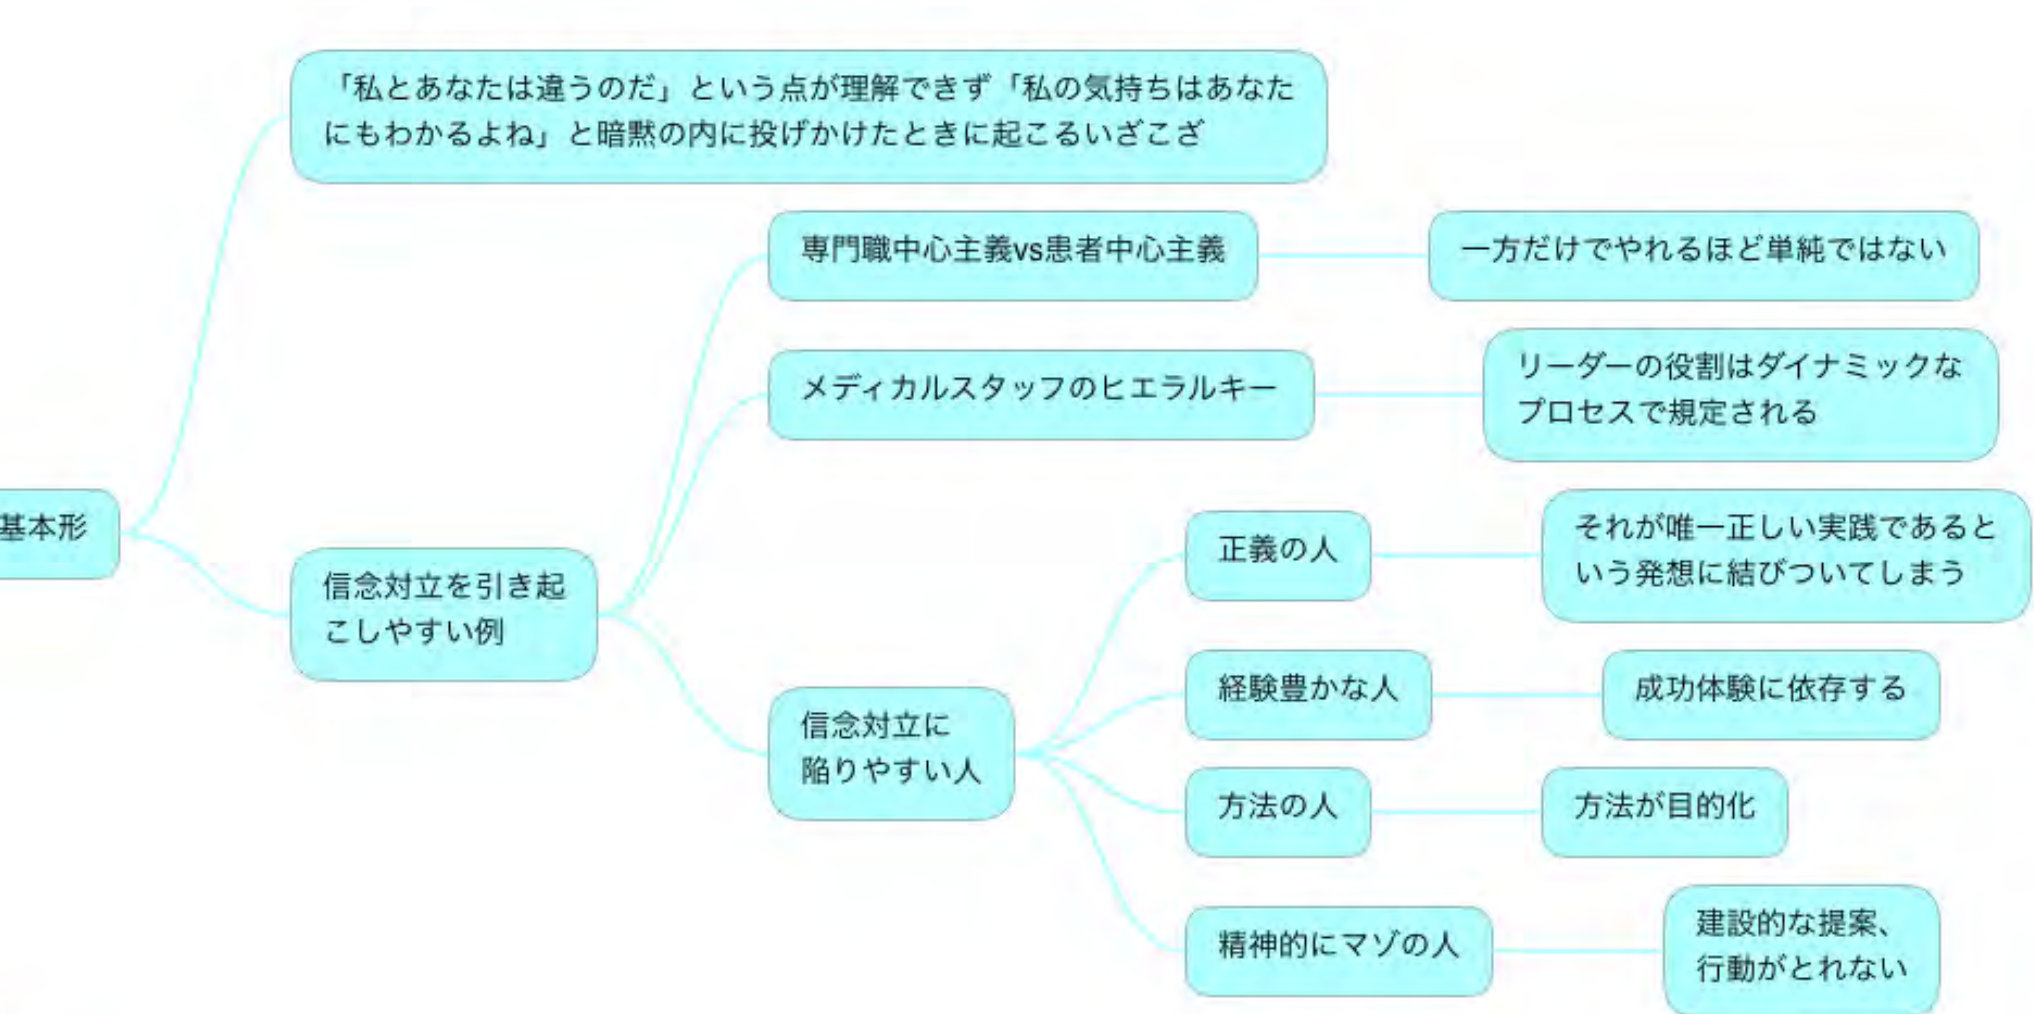 「私とあなたは違うのだ」という点が理解できず「私の気持ちはあなた
にもわかるよね」と暗黙の内に投げかけたときに起こるいざこざ
専門職中心主義vs患者中心主義
一方だけでやれるほど単純ではない
メディカルスタッフのヒエラルキー
リーダーの役割はダイナミックな
プロセスで規定される
基本形
信念対立を引き起
こしやすい例
信念対立に
陥りやすい人
正義の人
それが唯一正しい実践であると
いう発想に結びついてしまう
経験豊かな人
成功体験に依存する
方法の人
方法が目的化
精神的にマゾの人
建設的な提案、
行動がとれない